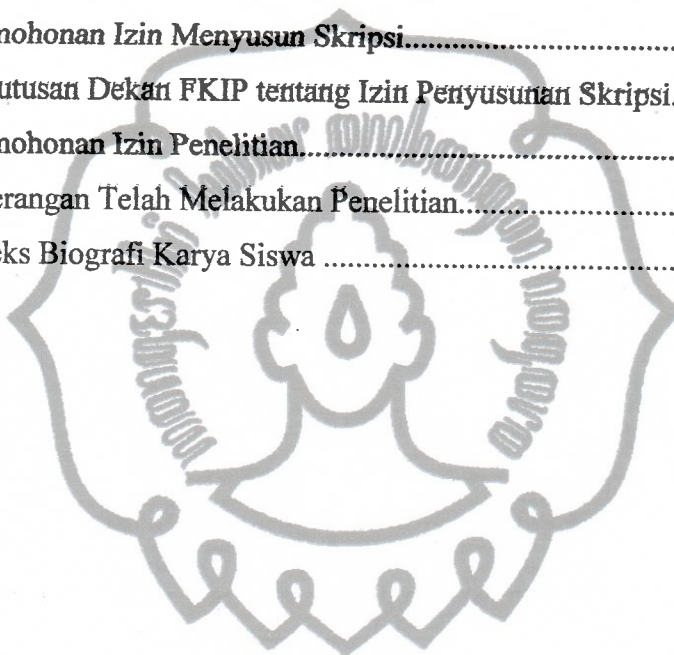 mohonan Izin Menyusun Skripsi
utusan Dekan FKIP tentang Izin Penyusunan Skripsi.
mohonan Izin Penelitian
erangan Telah Melakukan Penelitian
eks Biografi Karya Siswa